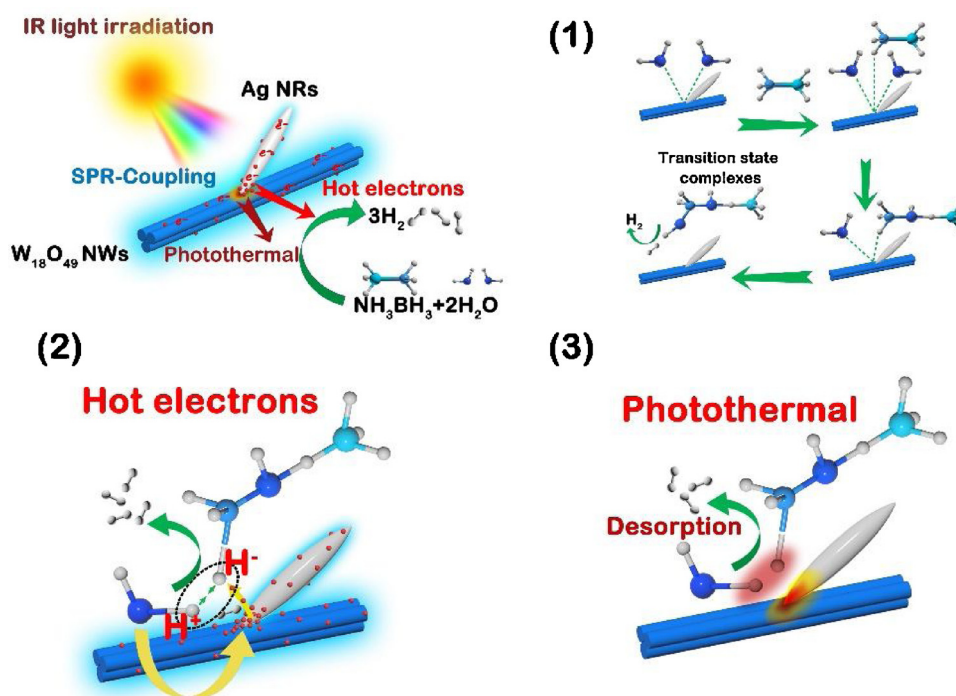 IR light irradiation
Ag NRs
e⁻ e⁻ e⁻ e⁻
SPR-Coupling
Hot electrons
3H₂
W₁₈O₄₉ NWs
Photothermal
NH₃BH₃+2H₂O
(1)
Transition state
complexes
H₂
(2)
Hot electrons
H⁻
H⁺
(3)
Photothermal
Desorption